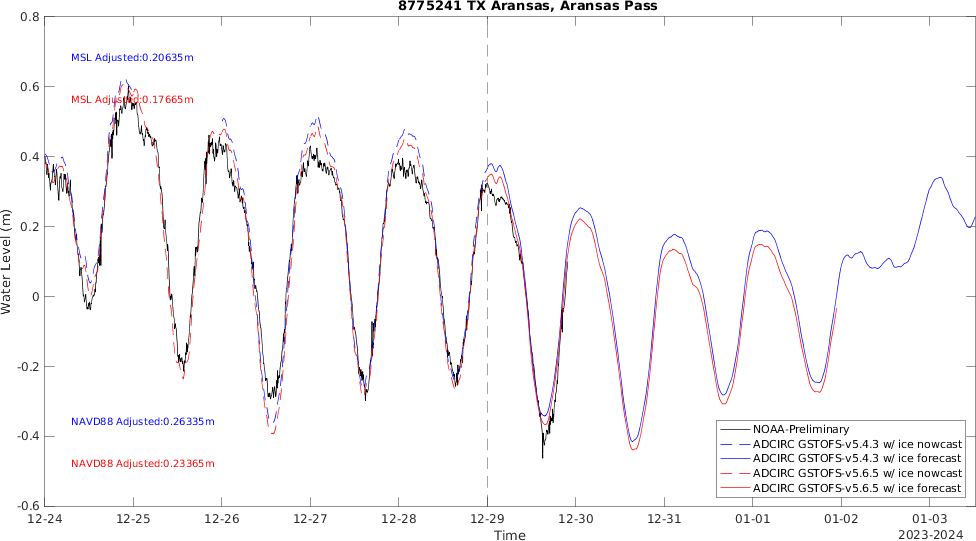 8775241 TX Aransas, Aransas Pass
0.8
0.6
0.4
0.2
0
-0.2
-0.4
-0.6
Water Level (m)
MSL Adjusted:0.20635m
MSL Adjusted:0.17665m
NAVD88 Adjusted:0.26335m
NAVD88 Adjusted:0.23365m
NOAA-Preliminary
ADCIRC GSTOFS-v5.4.3 w/ ice nowcast
ADCIRC GSTOFS-v5.4.3 w/ ice forecast
ADCIRC GSTOFS-v5.6.5 w/ ice nowcast
ADCIRC GSTOFS-v5.6.5 w/ ice forecast
12-24 12-25 12-26 12-27 12-28 12-29 12-30 12-31 01-01 01-02 01-03
Time
2023-2024